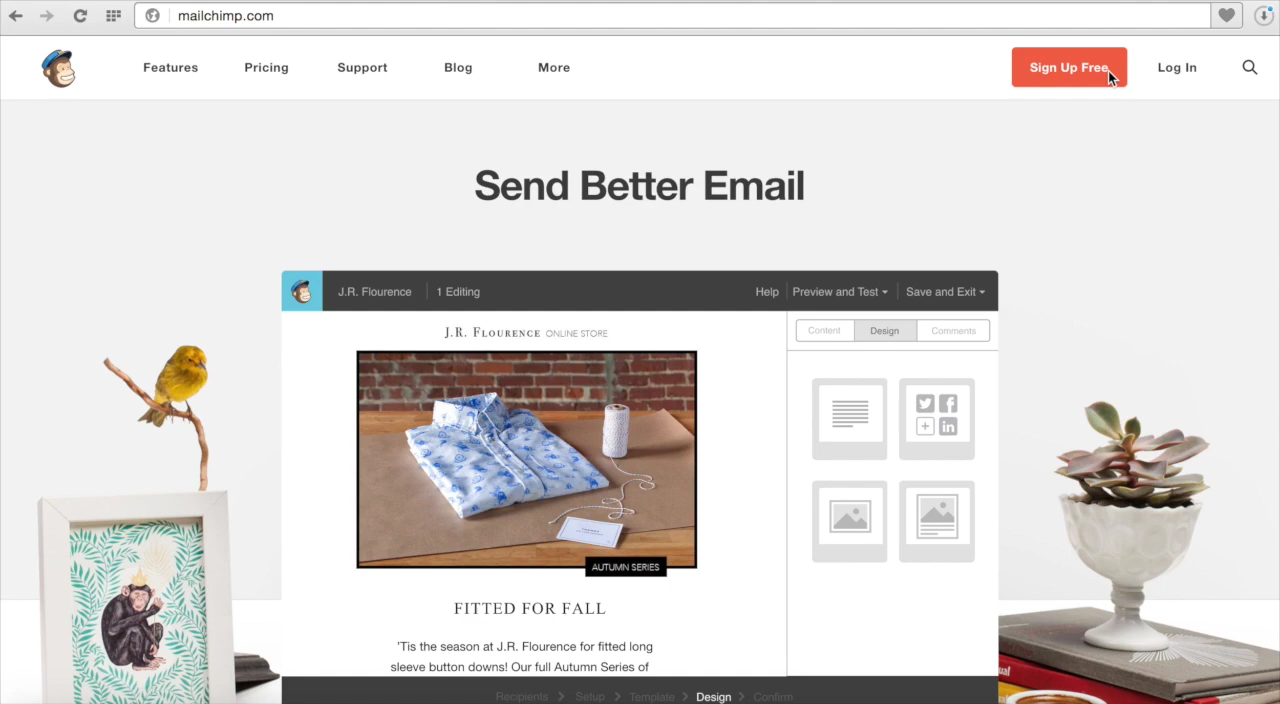 mailchimp.com
Features Pricing Support Blog More Sign Up Free Log In
Send Better Email
J.R. Flourence 1 Editing Help Preview and Test Save and Exit
Content Design Comments
J.R. FLOURENCE ONLINE STORE
AUTUMN SERIES
FITTED FOR FALL
'Tis the season at J.R. Flourence for fitted long
sleeve button downs! Our full Autumn Series of
Recipients Setup Template Design Confirm